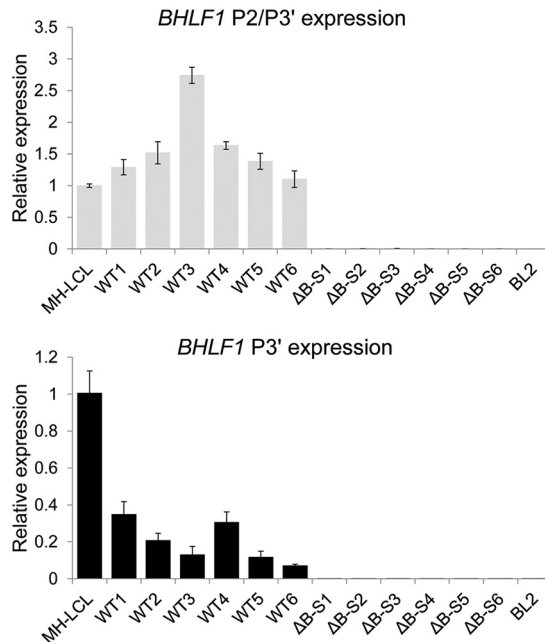 BHLF1 P2/P3' expression
Relative expression
3.5
3
2.5
2
1.5
1
0.5
0
MH-LCL
WT1
WT2
WT3
WT4
WT5
WT6
ΔB-S1
ΔB-S2
ΔB-S3
ΔB-S4
ΔB-S5
ΔB-S6
BL2
BHLF1 P3' expression
Relative expression
1.2
1
0.8
0.6
0.4
0.2
0
MH-LCL
WT1
WT2
WT3
WT4
WT5
WT6
ΔB-S1
ΔB-S2
ΔB-S3
ΔB-S4
ΔB-S5
ΔB-S6
BL2